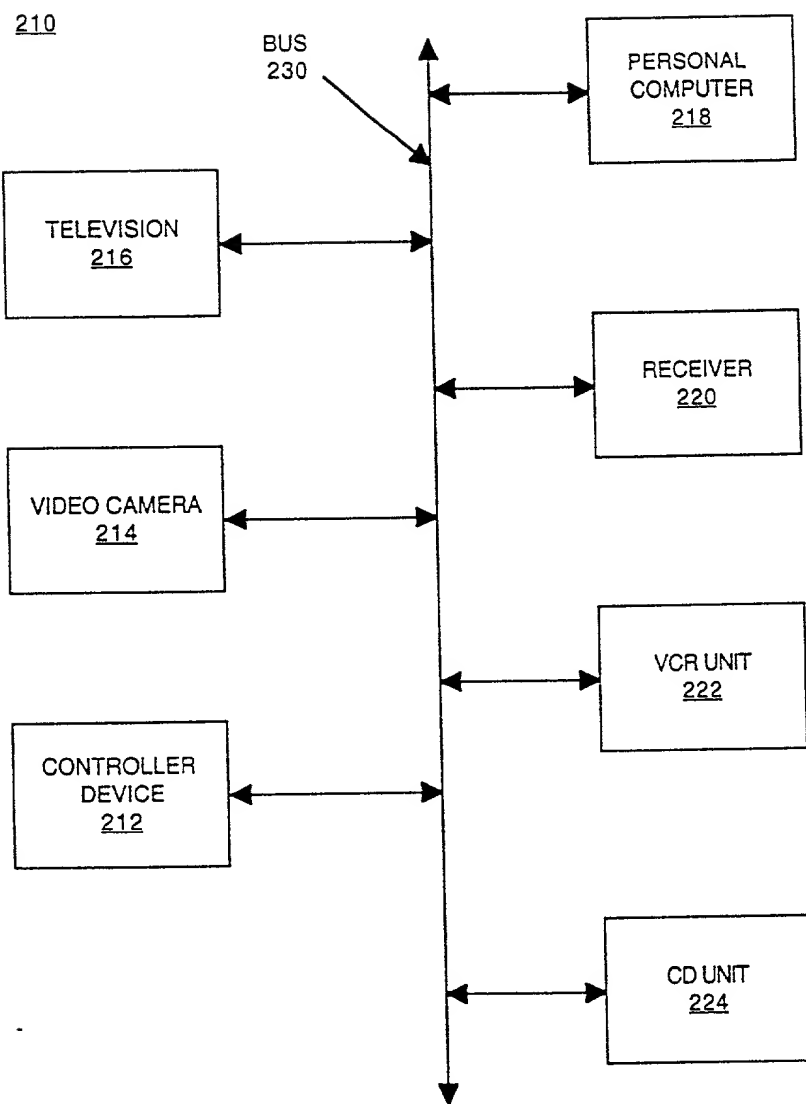 210
BUS
230
PERSONAL
COMPUTER
218
TELEVISION
216
RECEIVER
220
VIDEO CAMERA
214
VCR UNIT
222
CONTROLLER
DEVICE
212
CD UNIT
224